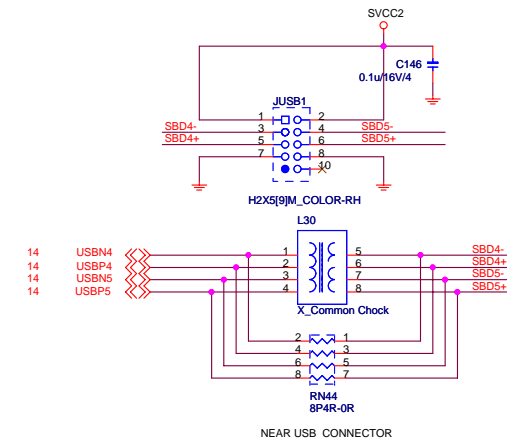 SVCC2
C146
0.1u/16V/4
JUSB1
1 2
SBD4- 3 4 SBD5-
SBD4+ 5 6 SBD5+
7 8
10
H2X5[9]M_COLOR-RH
L30
14 USBN4 1 5 SBD4-
14 USBP4 2 6 SBD4+
14 USBN5 3 7 SBD5-
14 USBP5 4 8 SBD5+
X_Common Chock
2 1
4 3
6 5
8 7
RN44
8P4R-0R
NEAR USB CONNECTOR